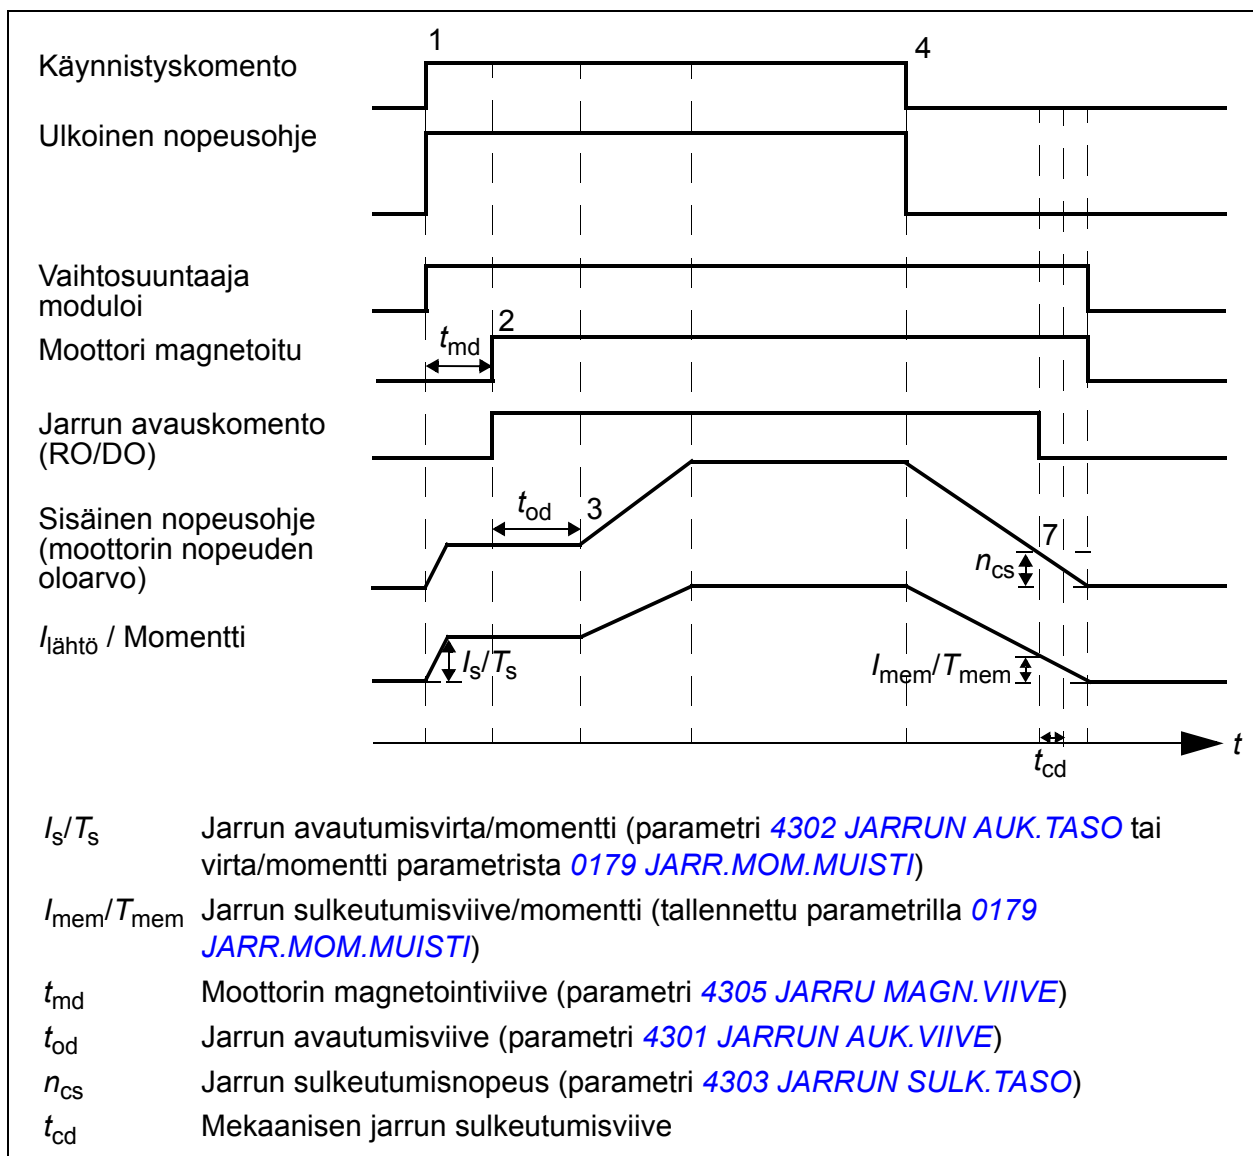 1
4
Käynnistyskomento
Ulkoinen nopeusohje
Vaihtosuuntaaja
moduloi
2
tmd
Moottori magnetoitu
Jarrun avauskomento
(RO/DO)
tod
3
Sisäinen nopeusohje
(moottorin nopeuden
oloarvo)
7
ncs
Ilähtö / Momentti
Is/Ts
Imem/Tmem
t
tcd
Is/Ts Jarrun avautumisvirta/momentti (parametri 4302 JARRUN AUK.TASO tai
virta/momentti parametrista 0179 JARR.MOM.MUISTI)
Imem/Tmem Jarrun sulkeutumisviive/momentti (tallennettu parametrilla 0179
JARR.MOM.MUISTI)
tmd Moottorin magnetointiviive (parametri 4305 JARRU MAGN.VIIVE)
tod Jarrun avautumisviive (parametri 4301 JARRUN AUK.VIIVE)
ncs Jarrun sulkeutumisnopeus (parametri 4303 JARRUN SULK.TASO)
tcd Mekaanisen jarrun sulkeutumisviive